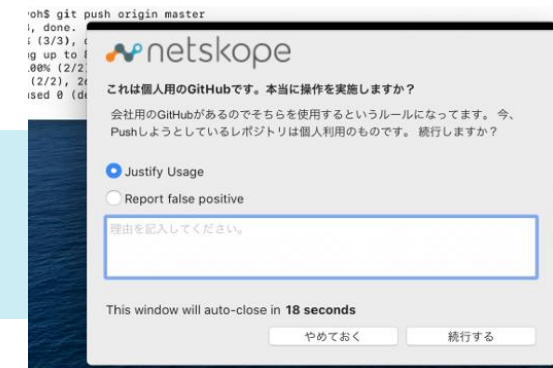 oh$ git push origin master
, done.
(3/3),
g up to
00% (2/2
(2/2),
sed 0 (de
netskope
これは個人用のGitHubです。本当に操作を実施しますか？
会社用のGitHubがあるのでそちらを使用するというルールになってます。 今、
Pushしようとしているレポジトリは個人利用のものです。 続行しますか？
Justify Usage
Report false positive
理由を記入してください。
This window will auto-close in 18 seconds
やめておく
続行する